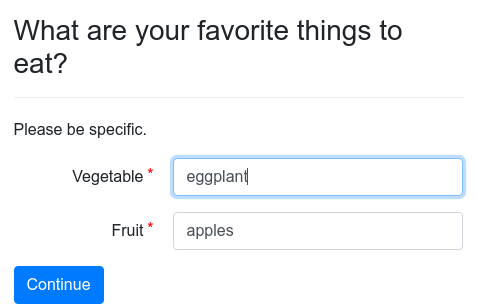 What are your favorite things to
eat?
Please be specific.
Vegetable * eggplant
Fruit * apples
Continue